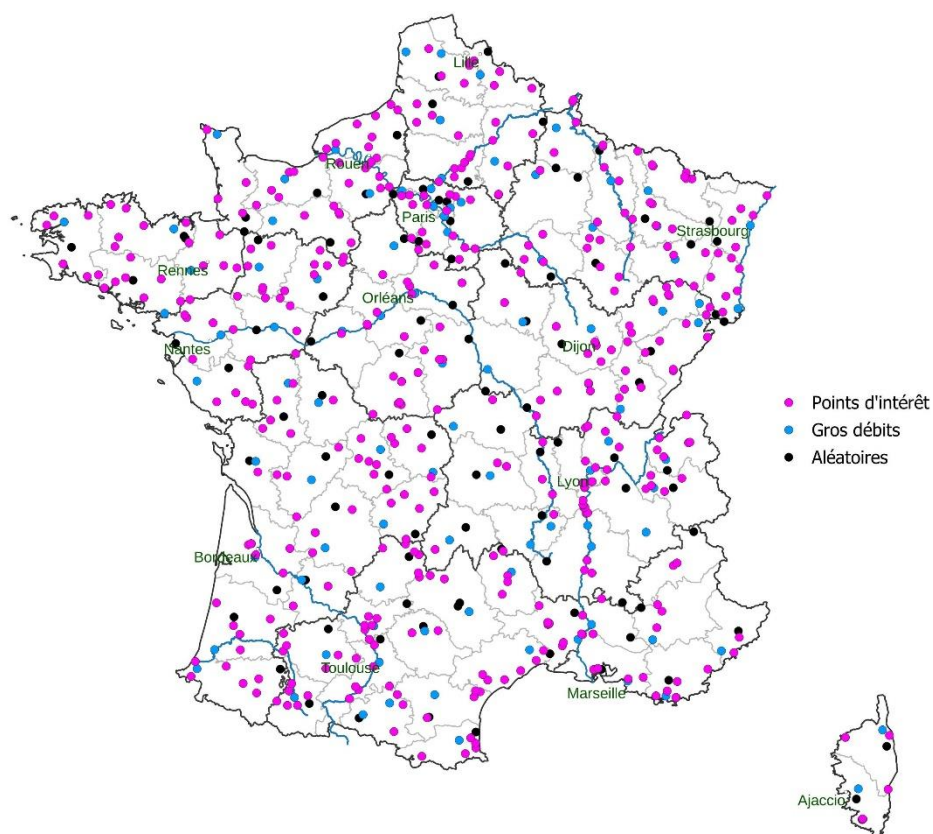 Lille
Rouen
Paris
Strasbourg
Rennes
Orléans
Nantes
Dijon
Points d'intérêt
Gros débits
Aléatoires
Lyon
Bordeaux
Toulouse
Marseille
Ajaccio